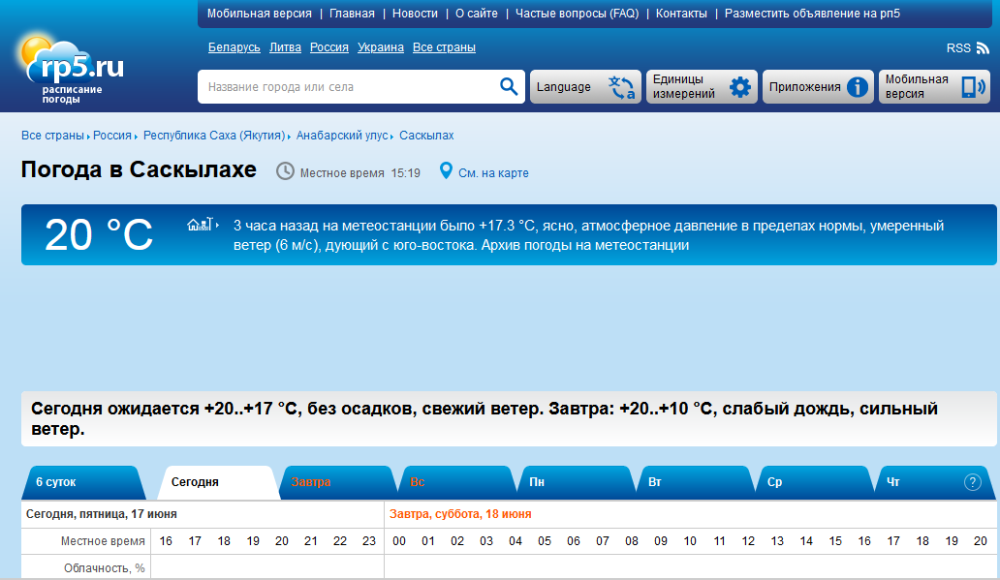 Мобильная версия | Главная | Новости | О сайте | Частые вопросы (FAQ) | Контакты | Разместить объявление на рп5
Беларусь Литва Россия Украина Все страны
RSS
rp5.ru
расписание
погоды
Название города или села
Language
Единицы
измерений
Приложения
Мобильная
версия
Все страны Россия Республика Саха (Якутия) Анабарский улус Саскылах
Погода в Саскылахе
Местное время 15:19
См. на карте
20 °C
3 часа назад на метеостанции было +17.3 °C, ясно, атмосферное давление в пределах нормы, умеренный
ветер (6 м/с), дующий с юго-востока. Архив погоды на метеостанции
Сегодня ожидается +20..+17 °C, без осадков, свежий ветер. Завтра: +20..+10 °C, слабый дождь, сильный
ветер.
6 суток Сегодня Завтра Вс Пн Вт Ср Чт ?
Сегодня, пятница, 17 июня Завтра, суббота, 18 июня
Местное время 16 17 18 19 20 21 22 23 00 01 02 03 04 05 06 07 08 09 10 11 12 13 14 15 16 17 18 19 20
Облачность, %